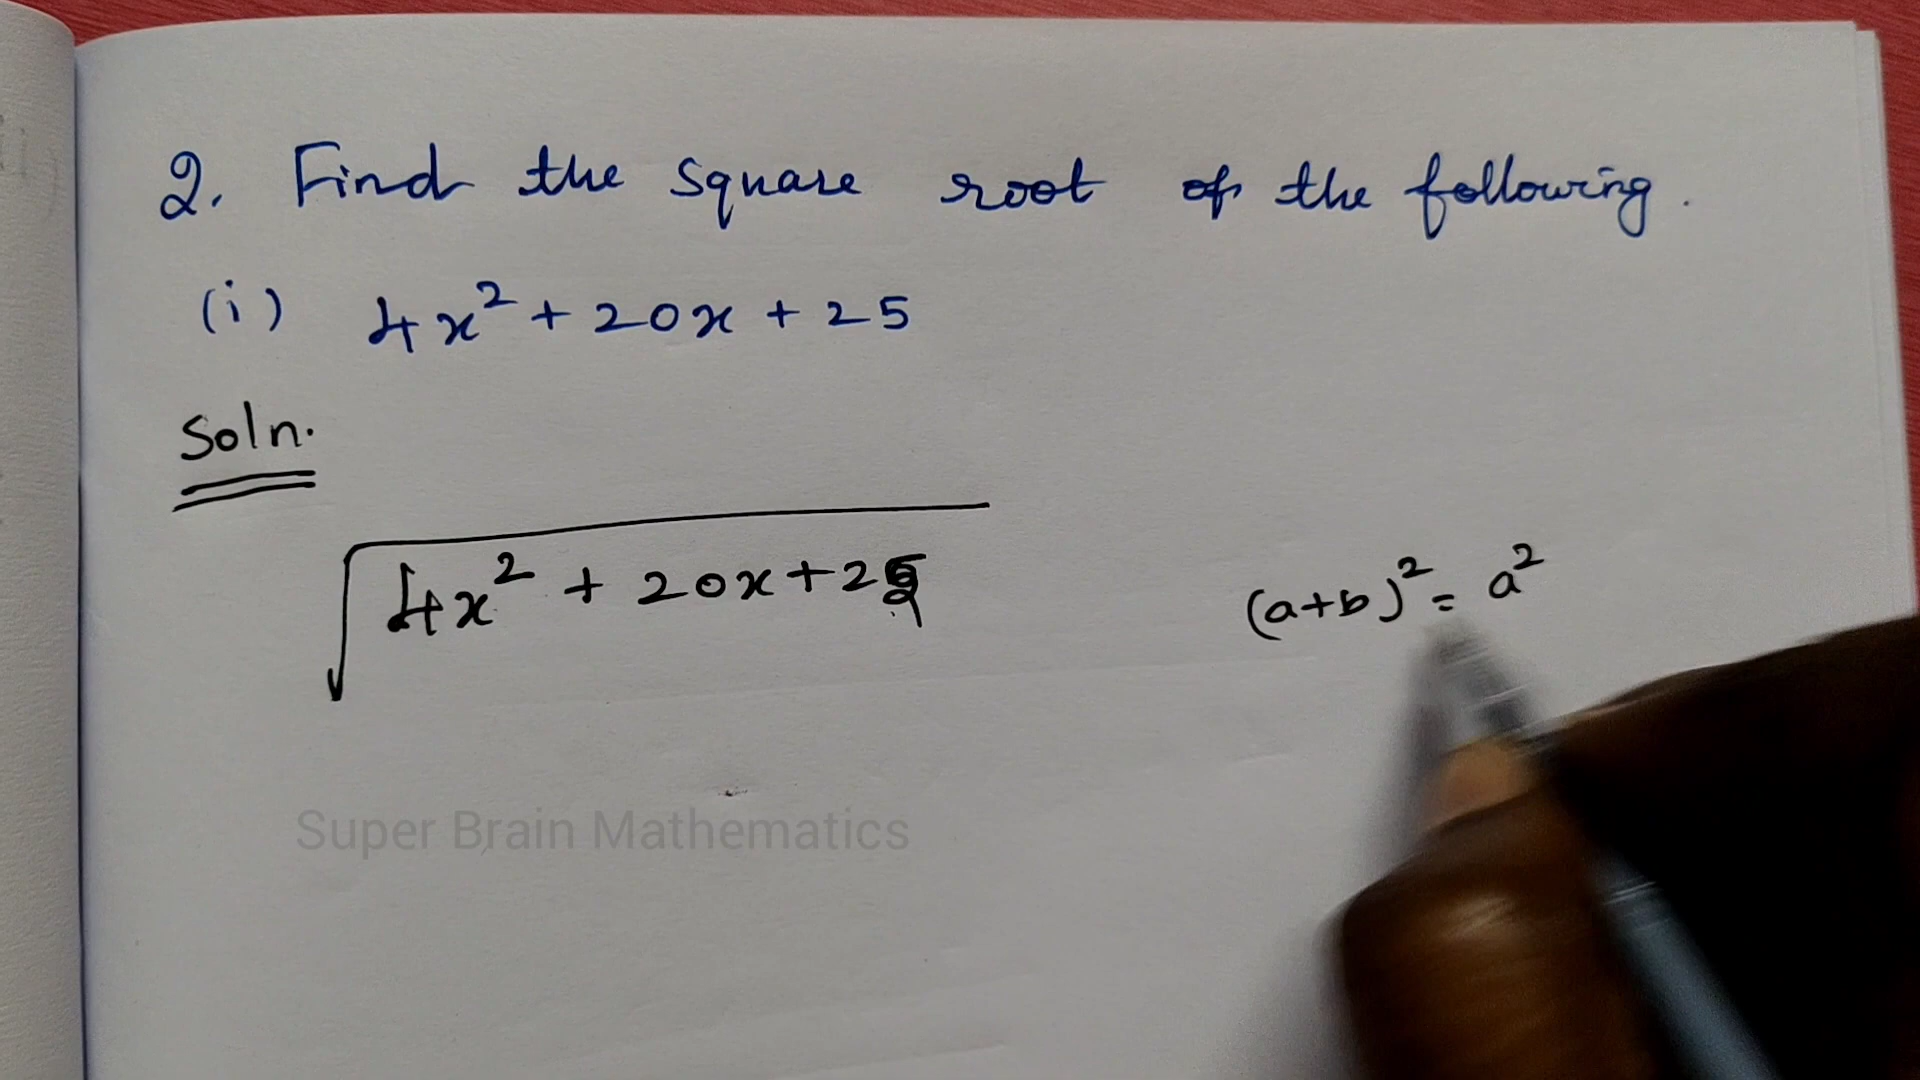 2. Find the square root of the following.
(i) 4x² + 20x + 25
Soln.
√4x² + 20x + 25
(a+b)² = a²
Super Brain Mathematics